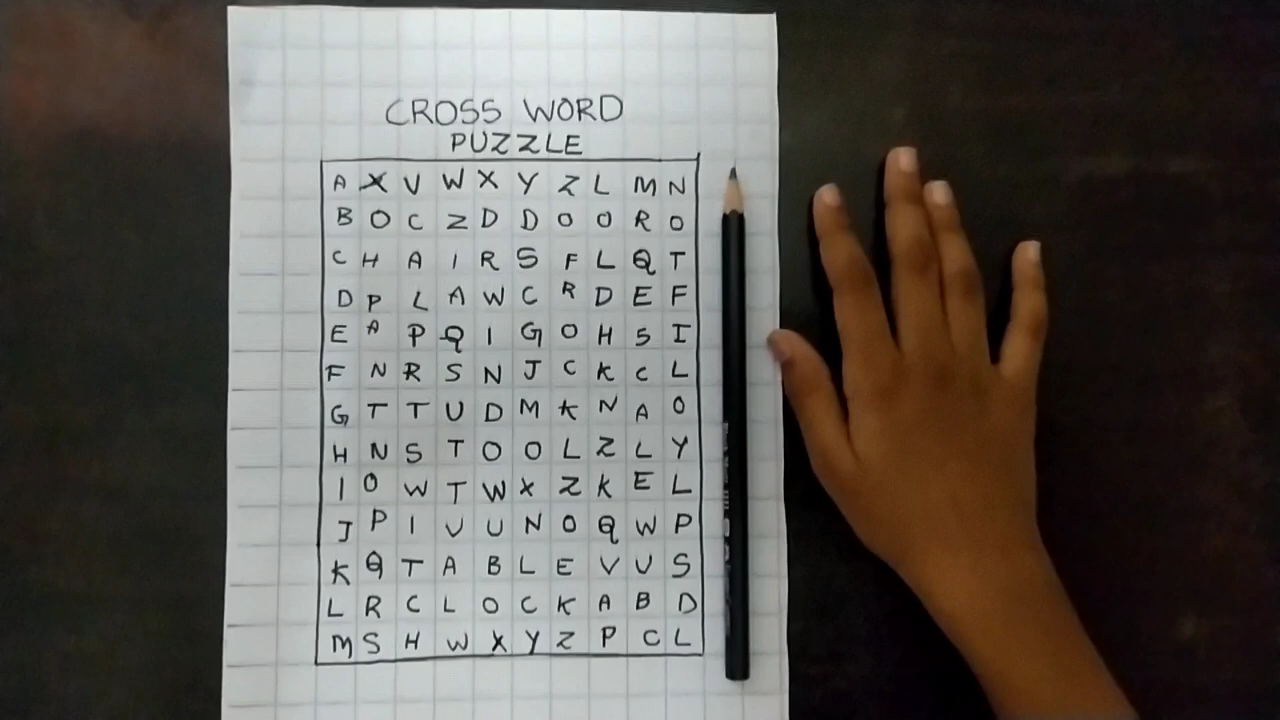 CROSS WORD
PUZZLE
A X V W X Y Z L M N
B O C Z D D O O R O
C H A I R S F L Q T
D P L A W C R D E F
E A P Q I G O H S I
F N R S N J C K C L
G T T U D M K N A O
H N S T O O L Z L Y
I O W T W X Z K E L
J P I V U N O Q W P
K Q T A B L E V U S
L R C L O C K A B D
M S H W X Y Z P C L